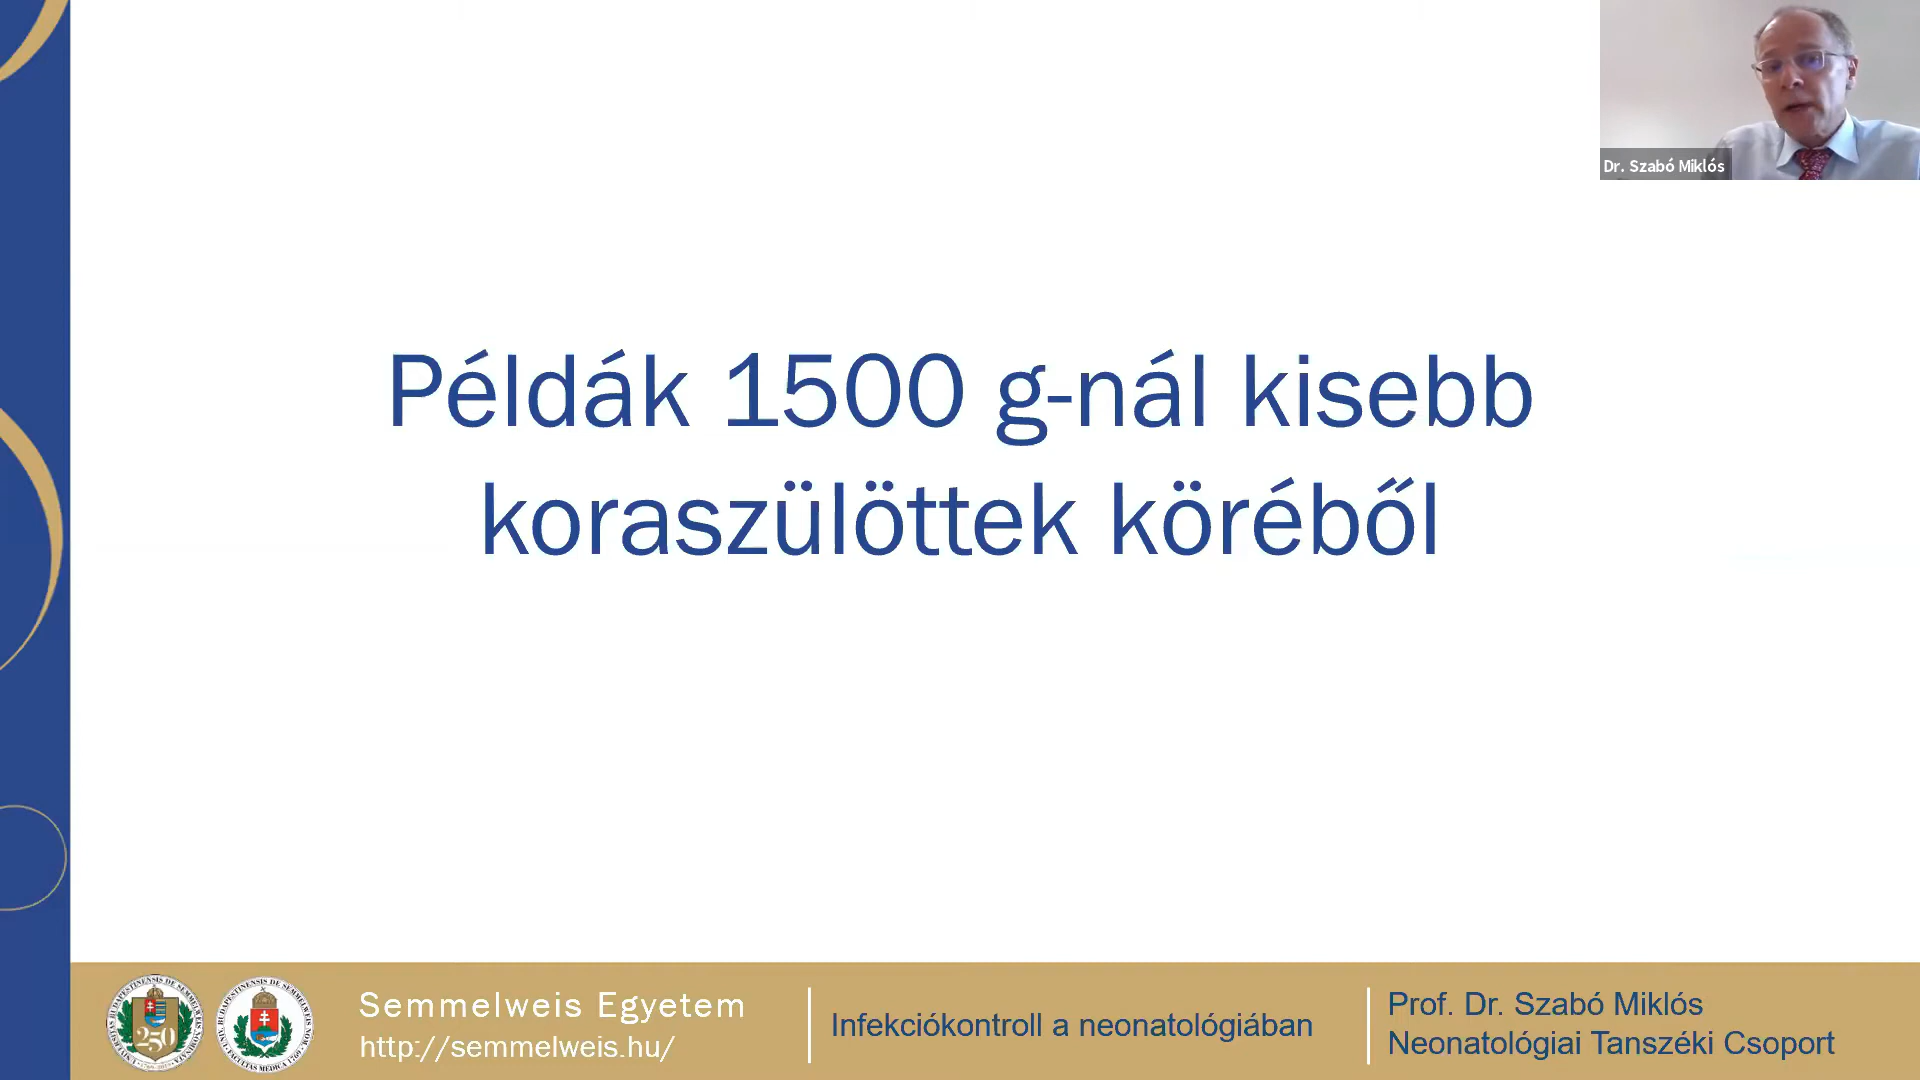 Dr. Szabó Miklós
Példák 1500 g-nál kisebb
koraszülöttek köréből
250
Semmelweis Egyetem
http://semmelweis.hu/
Infekciókontroll a neonatológiában
Prof. Dr. Szabó Miklós
Neonatológiai Tanszéki Csoport